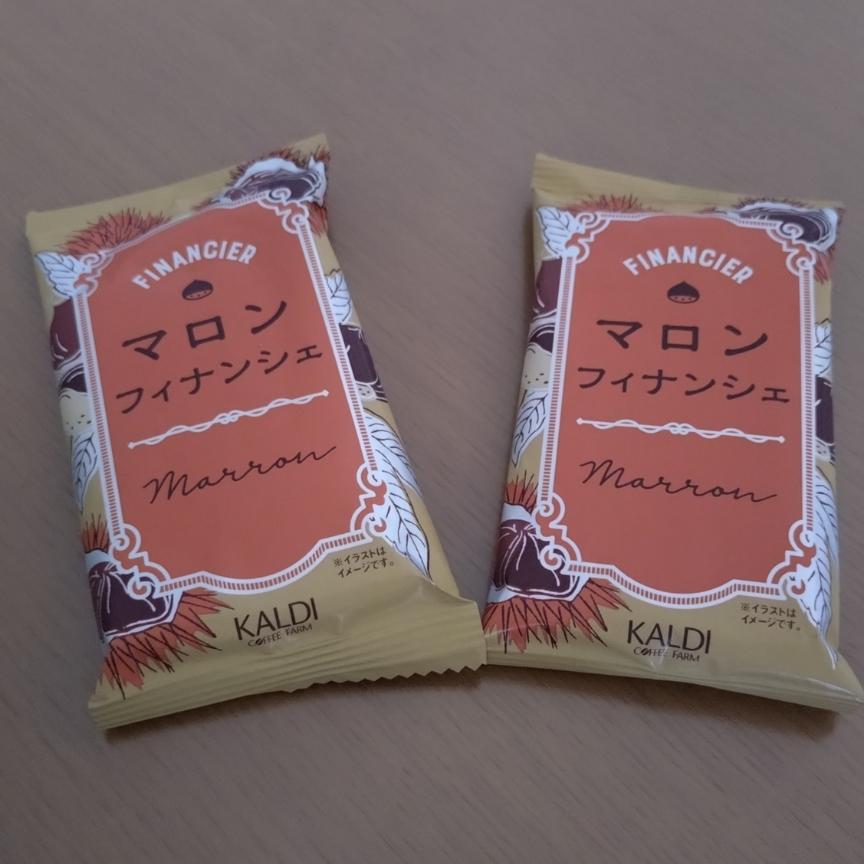 FINANCIER
マロン
フィナンシェ
Marron
※イラストは
イメージです。
KALDI
COFFEE FARM
FINANCIER
マロン
フィナンシェ
Marron
※イラストは
イメージです。
KALDI
COFFEE FARM